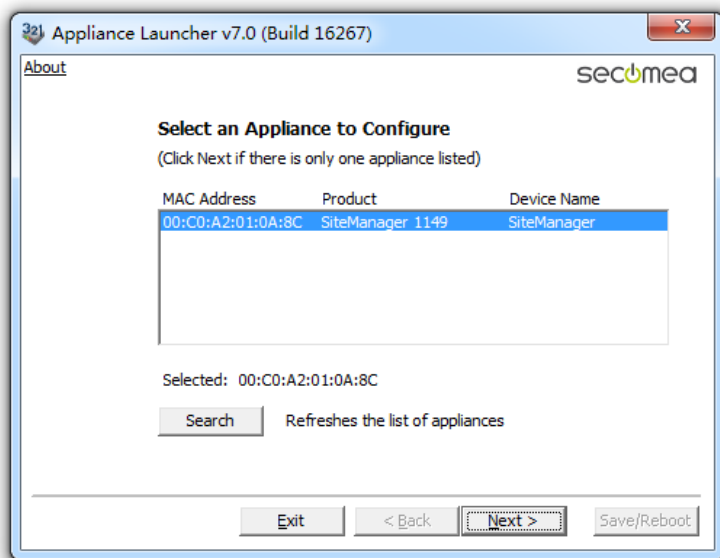 Appliance Launcher v7.0 (Build 16267)
About
secomea
Select an Appliance to Configure
(Click Next if there is only one appliance listed)
MAC Address Product Device Name
00:C0:A2:01:0A:8C SiteManager 1149 SiteManager
Selected: 00:C0:A2:01:0A:8C
Search Refreshes the list of appliances
Exit < Back Next > Save/Reboot